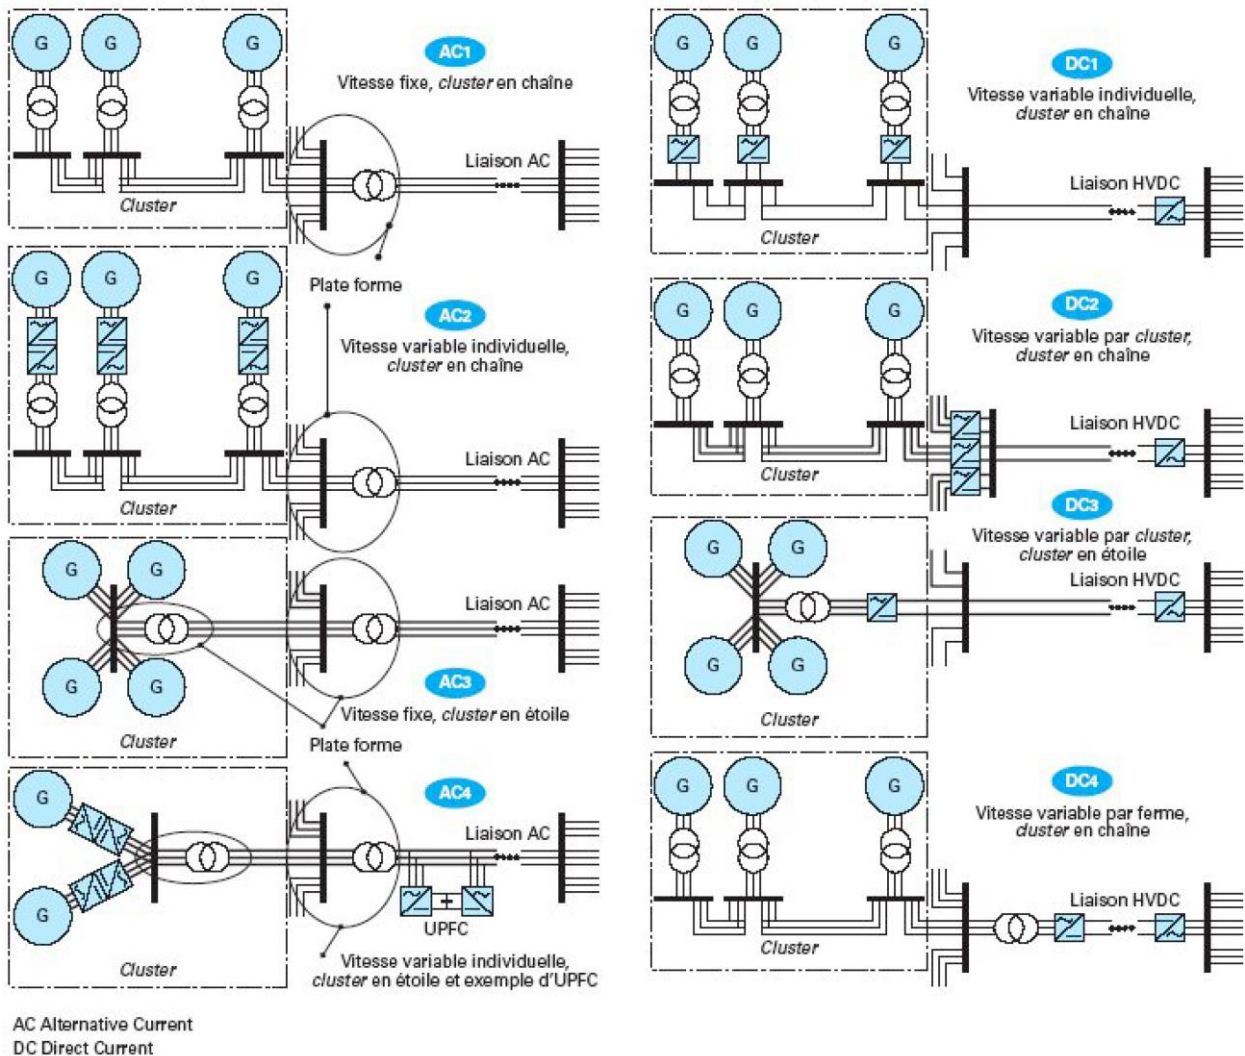 G G G
AC1
Vitesse fixe, cluster en chaîne
Liaison AC
Cluster
Plate forme
G G G
AC2
Vitesse variable individuelle,
cluster en chaîne
Liaison AC
Cluster
G G
Liaison AC
G G
AC3
Vitesse fixe, cluster en étoile
Cluster
Plate forme
G
AC4
Liaison AC
G
UPFC
Cluster
Vitesse variable individuelle,
cluster en étoile et exemple d'UPFC
G G G
DC1
Vitesse variable individuelle,
cluster en chaîne
Liaison HVDC
Cluster
G G G
DC2
Vitesse variable par cluster,
cluster en chaîne
Liaison HVDC
Cluster
DC3
Vitesse variable par cluster,
cluster en étoile
G G
Liaison HVDC
G G
Cluster
G G G
DC4
Vitesse variable par ferme,
cluster en chaîne
Liaison HVDC
Cluster
AC Alternative Current
DC Direct Current